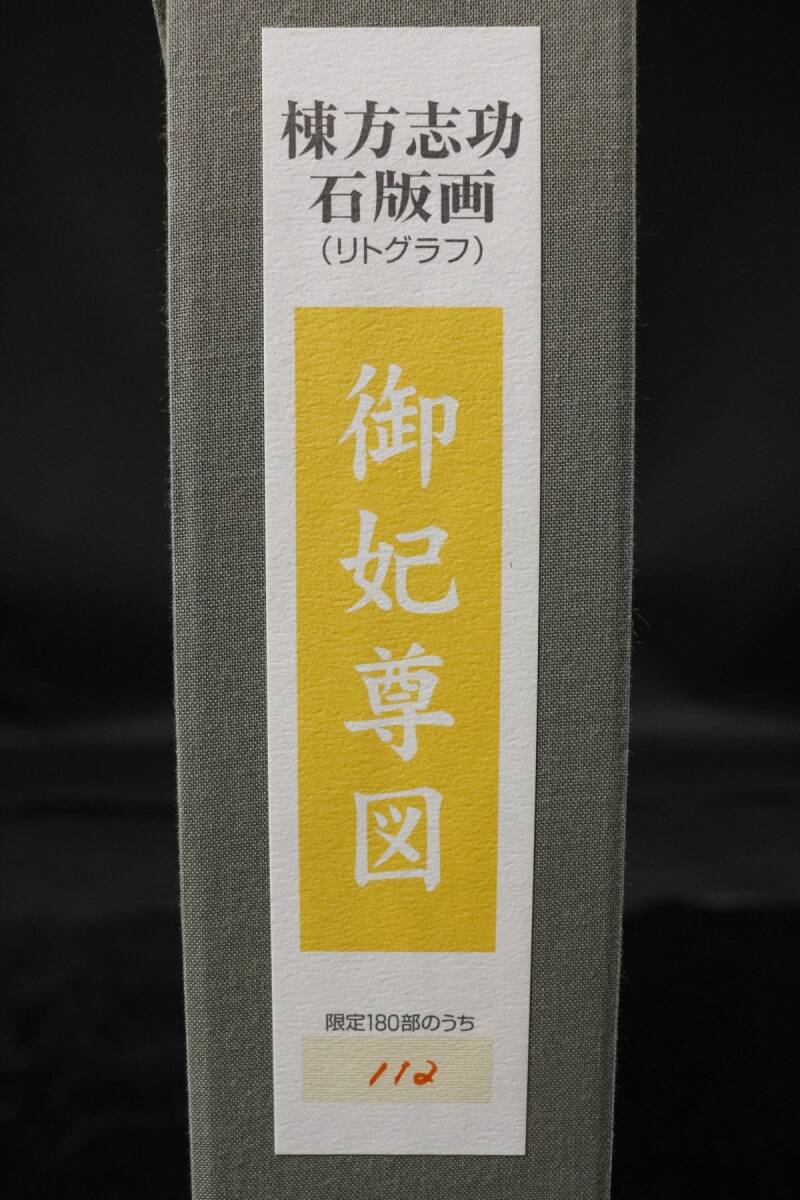 棟方志功
石版画
（リトグラフ）
御妃尊図
限定180部のうち
112